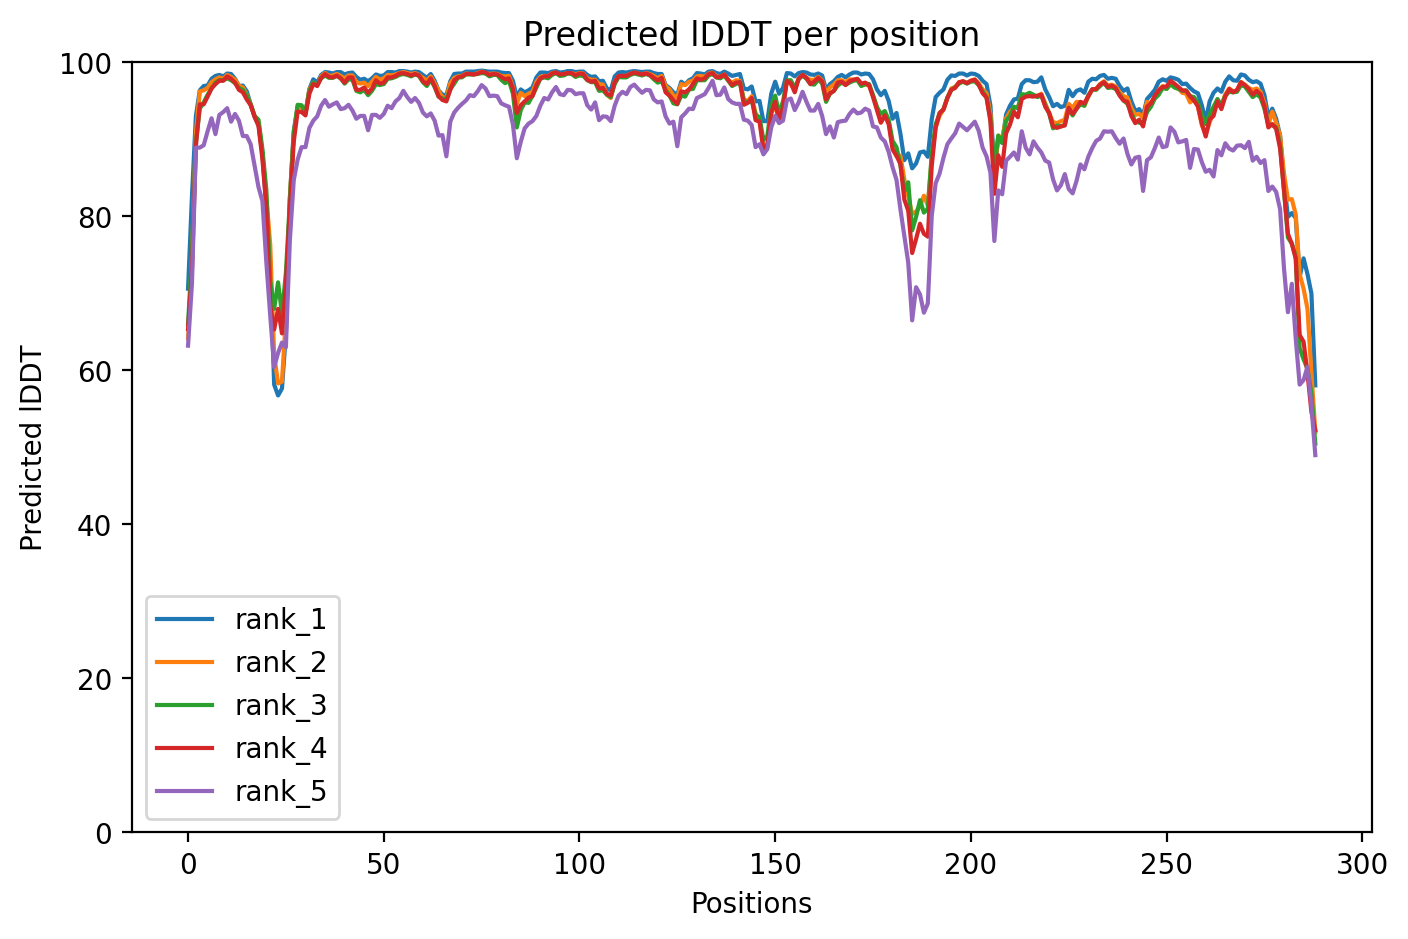 Predicted lDDT per position
100
80
60
40
20
0
Predicted lDDT
rank_1
rank_2
rank_3
rank_4
rank_5
0 50 100 150 200 250 300
Positions